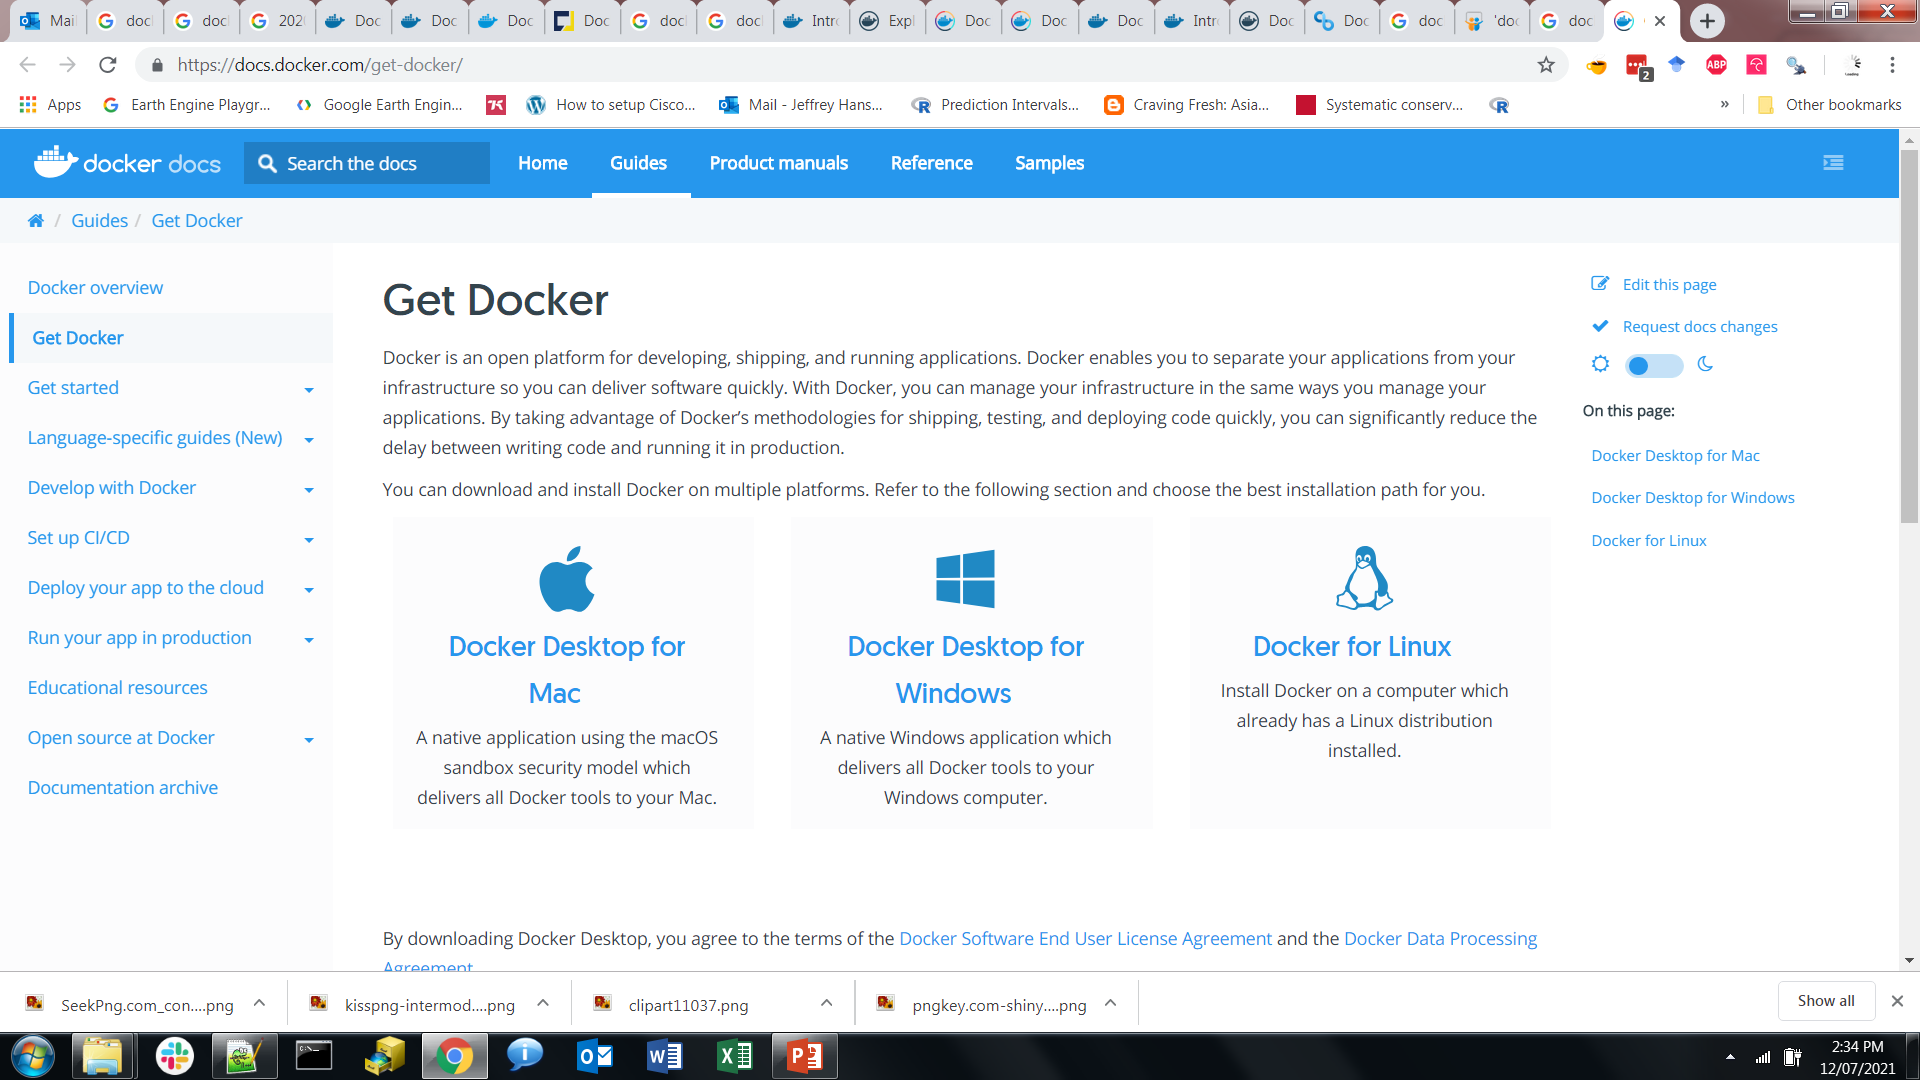 Mail
doc
doc
202
Doc
Doc
Doc
Doc
doc
doc
Intr
Expl
Doc
Doc
Doc
Intr
Doc
Doc
doc
'doc
doc
https://docs.docker.com/get-docker/
2
ABP
Apps
Earth Engine Playgr...
Google Earth Engin...
How to setup Cisco...
Mail - Jeffrey Hans...
Prediction Intervals...
Craving Fresh: Asia...
Systematic conserv...
»
Other bookmarks
docker docs
Search the docs
Home
Guides
Product manuals
Reference
Samples
/ Guides / Get Docker
Docker overview
Get Docker
Get started
Language-specific guides (New)
Develop with Docker
Set up CI/CD
Deploy your app to the cloud
Run your app in production
Educational resources
Open source at Docker
Documentation archive
Get Docker
Docker is an open platform for developing, shipping, and running applications. Docker enables you to separate your applications from your
infrastructure so you can deliver software quickly. With Docker, you can manage your infrastructure in the same ways you manage your
applications. By taking advantage of Docker’s methodologies for shipping, testing, and deploying code quickly, you can significantly reduce the
delay between writing code and running it in production.
You can download and install Docker on multiple platforms. Refer to the following section and choose the best installation path for you.
Docker Desktop for
Mac
A native application using the macOS
sandbox security model which
delivers all Docker tools to your Mac.
Docker Desktop for
Windows
A native Windows application which
delivers all Docker tools to your
Windows computer.
Docker for Linux
Install Docker on a computer which
already has a Linux distribution
installed.
By downloading Docker Desktop, you agree to the terms of the Docker Software End User License Agreement and the Docker Data Processing
Agreement
Edit this page
Request docs changes
On this page:
Docker Desktop for Mac
Docker Desktop for Windows
Docker for Linux
SeekPng.com_con....png
kisspng-intermod....png
clipart11037.png
pngkey.com-shiny....png
Show all
2:34 PM
12/07/2021